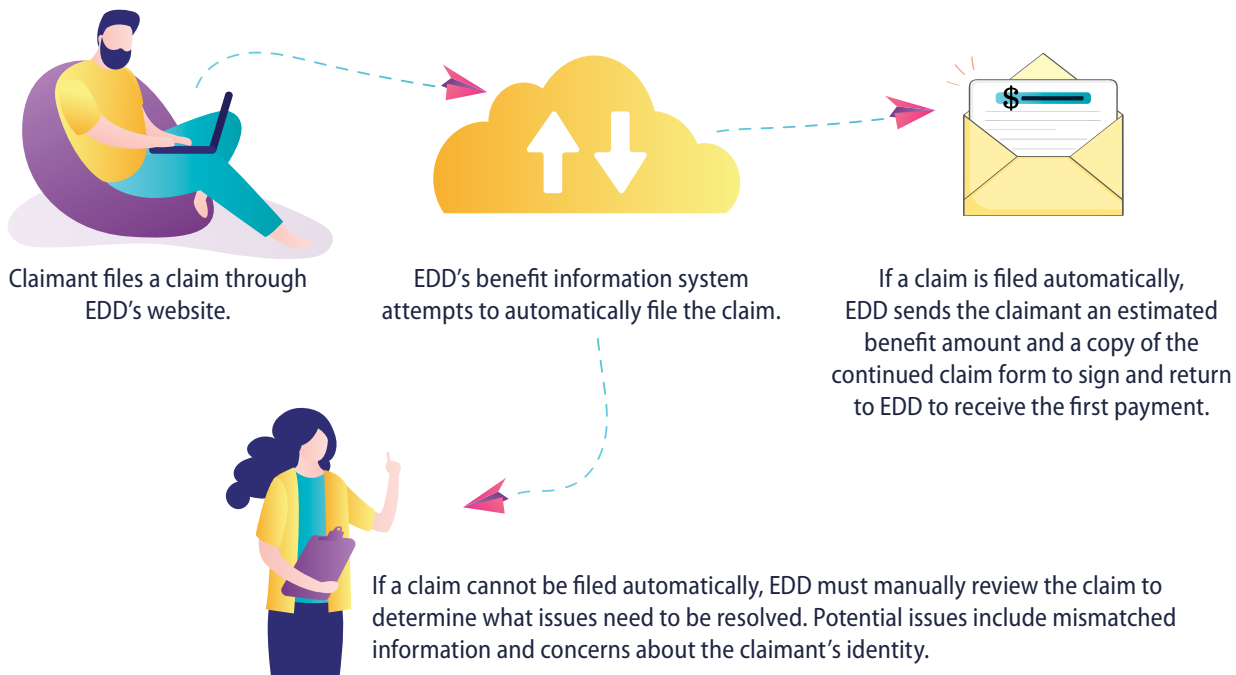 $
Claimant files a claim through
EDD’s website.
EDD’s benefit information system
attempts to automatically file the claim.
If a claim is filed automatically,
EDD sends the claimant an estimated
benefit amount and a copy of the
continued claim form to sign and return
to EDD to receive the first payment.
If a claim cannot be filed automatically, EDD must manually review the claim to
determine what issues need to be resolved. Potential issues include mismatched
information and concerns about the claimant’s identity.